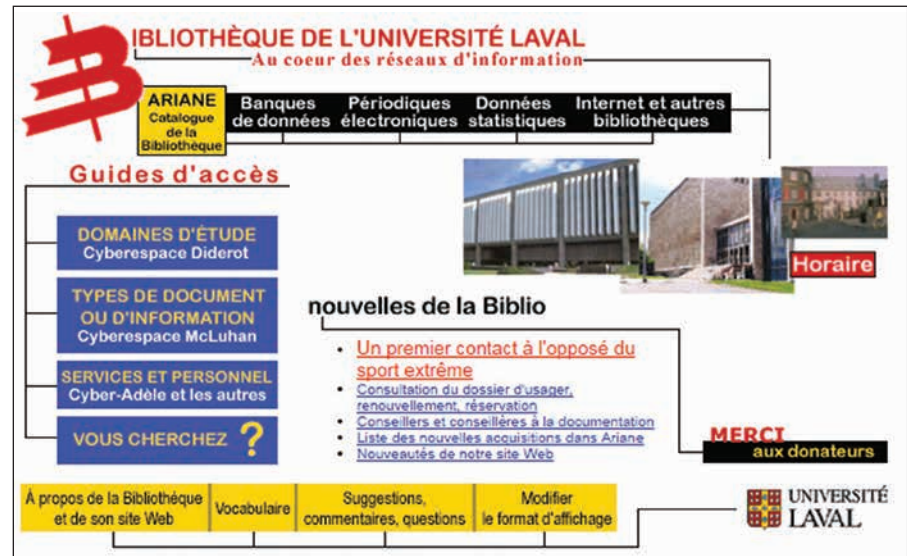 BIBLIOTHÈQUE DE L'UNIVERSITÉ LAVAL
Au coeur des réseaux d'information
ARIANE
Catalogue
de la
Bibliothèque
Banques
de données
Périodiques
électroniques
Données
statistiques
Internet et autres
bibliothèques
Guides d'accès
DOMAINES D'ÉTUDE
Cyberespace Diderot
TYPES DE DOCUMENT
OU D'INFORMATION
Cyberespace McLuhan
SERVICES ET PERSONNEL
Cyber-Adèle et les autres
VOUS CHERCHEZ ?
Horaire
nouvelles de la Biblio
• Un premier contact à l'opposé du
sport extrême
• Consultation du dossier d'usager,
renouvellement, réservation
• Conseillers et conseillères à la documentation
• Liste des nouvelles acquisitions dans Ariane
• Nouveautés de notre site Web
MERCI
aux donateurs
À propos de la Bibliothèque
et de son site Web
Vocabulaire
Suggestions,
commentaires, questions
Modifier
le format d'affichage
UNIVERSITÉ
LAVAL